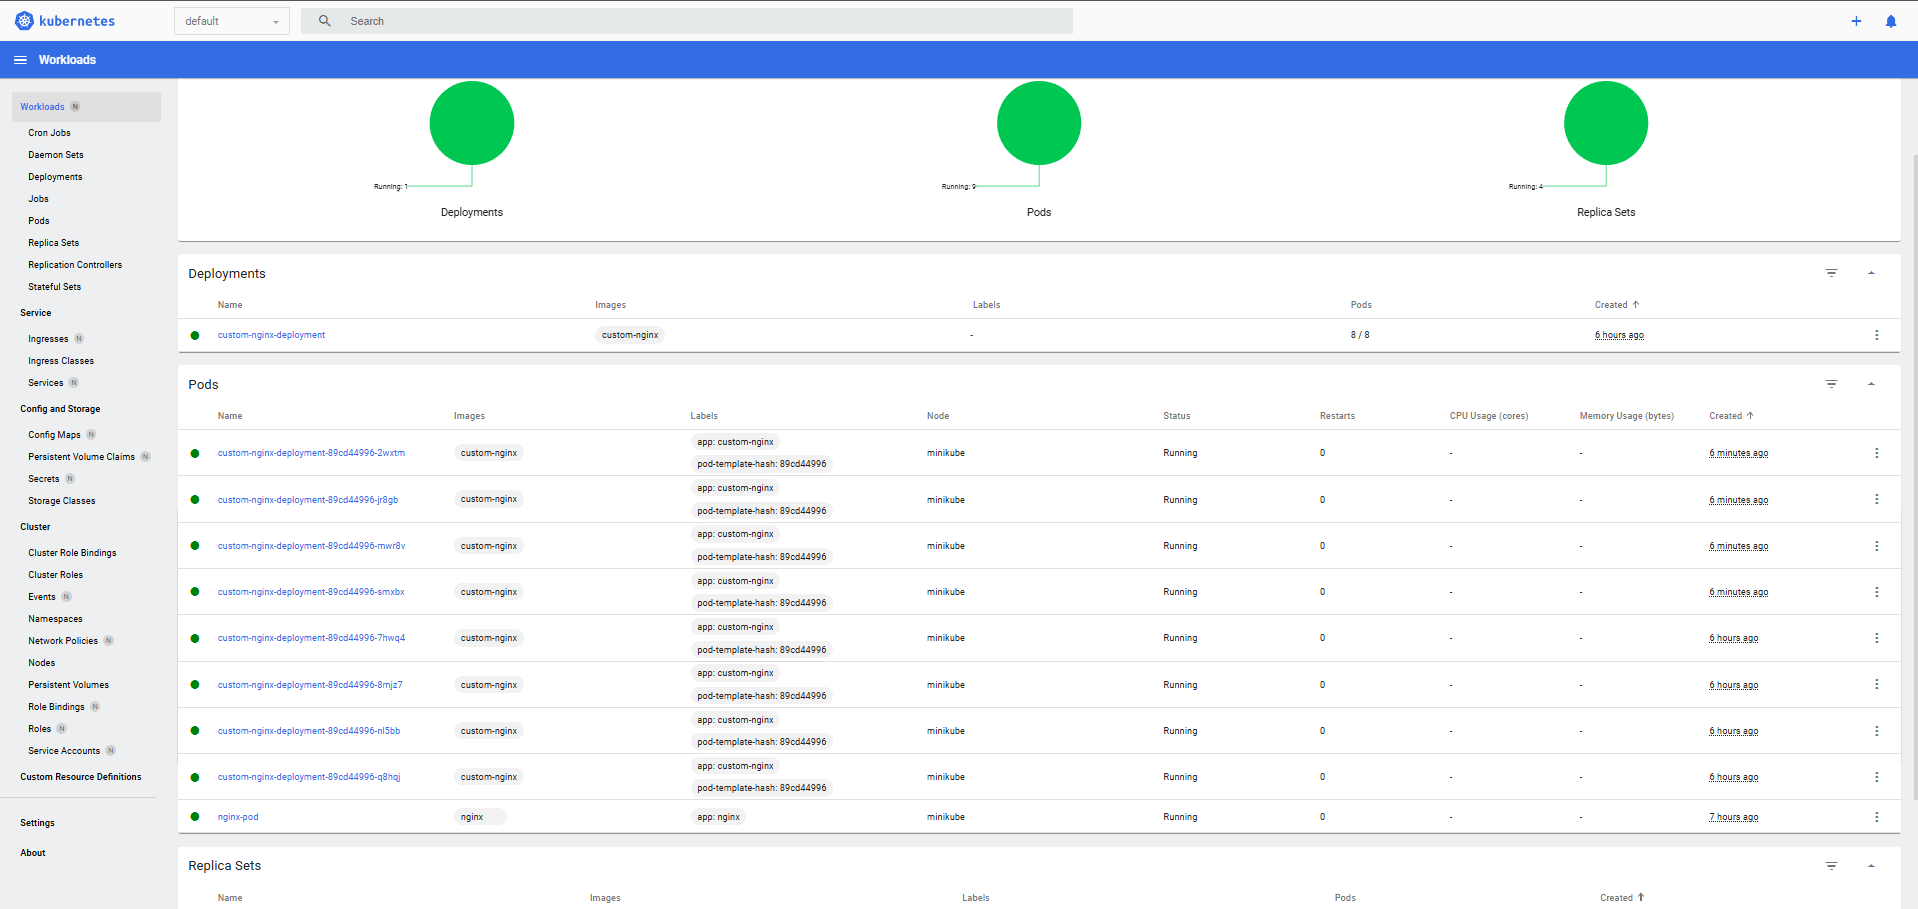 kubernetes
default
Search
Workloads
Workloads N
Cron Jobs
Daemon Sets
Deployments
Jobs
Pods
Replica Sets
Replication Controllers
Stateful Sets
Service
Ingresses N
Ingress Classes
Services N
Config and Storage
Config Maps N
Persistent Volume Claims N
Secrets N
Storage Classes
Cluster
Cluster Role Bindings
Cluster Roles
Events N
Namespaces
Network Policies N
Nodes
Persistent Volumes
Role Bindings N
Roles N
Service Accounts N
Custom Resource Definitions
Settings
About
Running: 1
Deployments
Running: 9
Pods
Running: 4
Replica Sets
Deployments
Name Images Labels Pods Created
custom-nginx-deployment custom-nginx - 8 / 8 6 hours ago
Pods
Name Images Labels Node Status Restarts CPU Usage (cores) Memory Usage (bytes) Created
app: custom-nginx
custom-nginx-deployment-89cd44996-2wxtm custom-nginx minikube Running 0 - - 6 minutes ago
pod-template-hash: 89cd44996
app: custom-nginx
custom-nginx-deployment-89cd44996-jr8gb custom-nginx minikube Running 0 - - 6 minutes ago
pod-template-hash: 89cd44996
app: custom-nginx
custom-nginx-deployment-89cd44996-mwr8v custom-nginx minikube Running 0 - - 6 minutes ago
pod-template-hash: 89cd44996
app: custom-nginx
custom-nginx-deployment-89cd44996-smxbx custom-nginx minikube Running 0 - - 6 minutes ago
pod-template-hash: 89cd44996
app: custom-nginx
custom-nginx-deployment-89cd44996-7hwq4 custom-nginx minikube Running 0 - - 6 hours ago
pod-template-hash: 89cd44996
app: custom-nginx
custom-nginx-deployment-89cd44996-8mjz7 custom-nginx minikube Running 0 - - 6 hours ago
pod-template-hash: 89cd44996
app: custom-nginx
custom-nginx-deployment-89cd44996-nl5bb custom-nginx minikube Running 0 - - 6 hours ago
pod-template-hash: 89cd44996
app: custom-nginx
custom-nginx-deployment-89cd44996-q8hqj custom-nginx minikube Running 0 - - 6 hours ago
pod-template-hash: 89cd44996
nginx-pod nginx app: nginx minikube Running 0 - - 7 hours ago
Replica Sets
Name Images Labels Pods Created